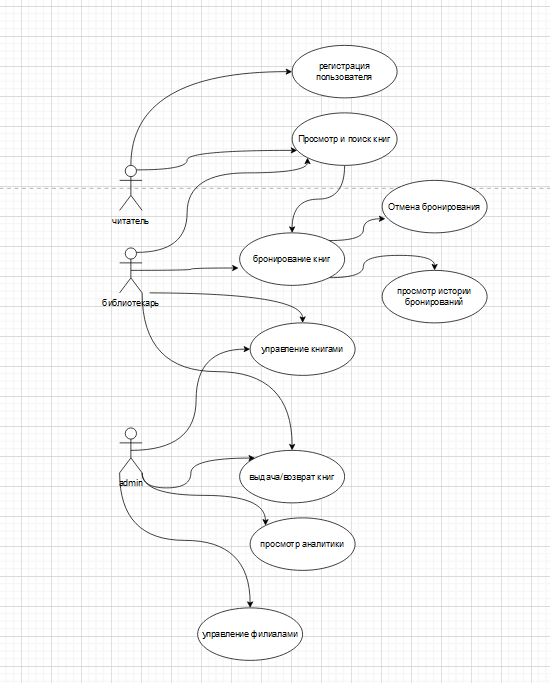 регистрация
пользователя
Просмотр и поиск книг
читатель
Отмена бронирования
бронирование книг
просмотр истории
бронирований
библиотекарь
управление книгами
admin
выдача/возврат книг
просмотр аналитики
управление филиалами